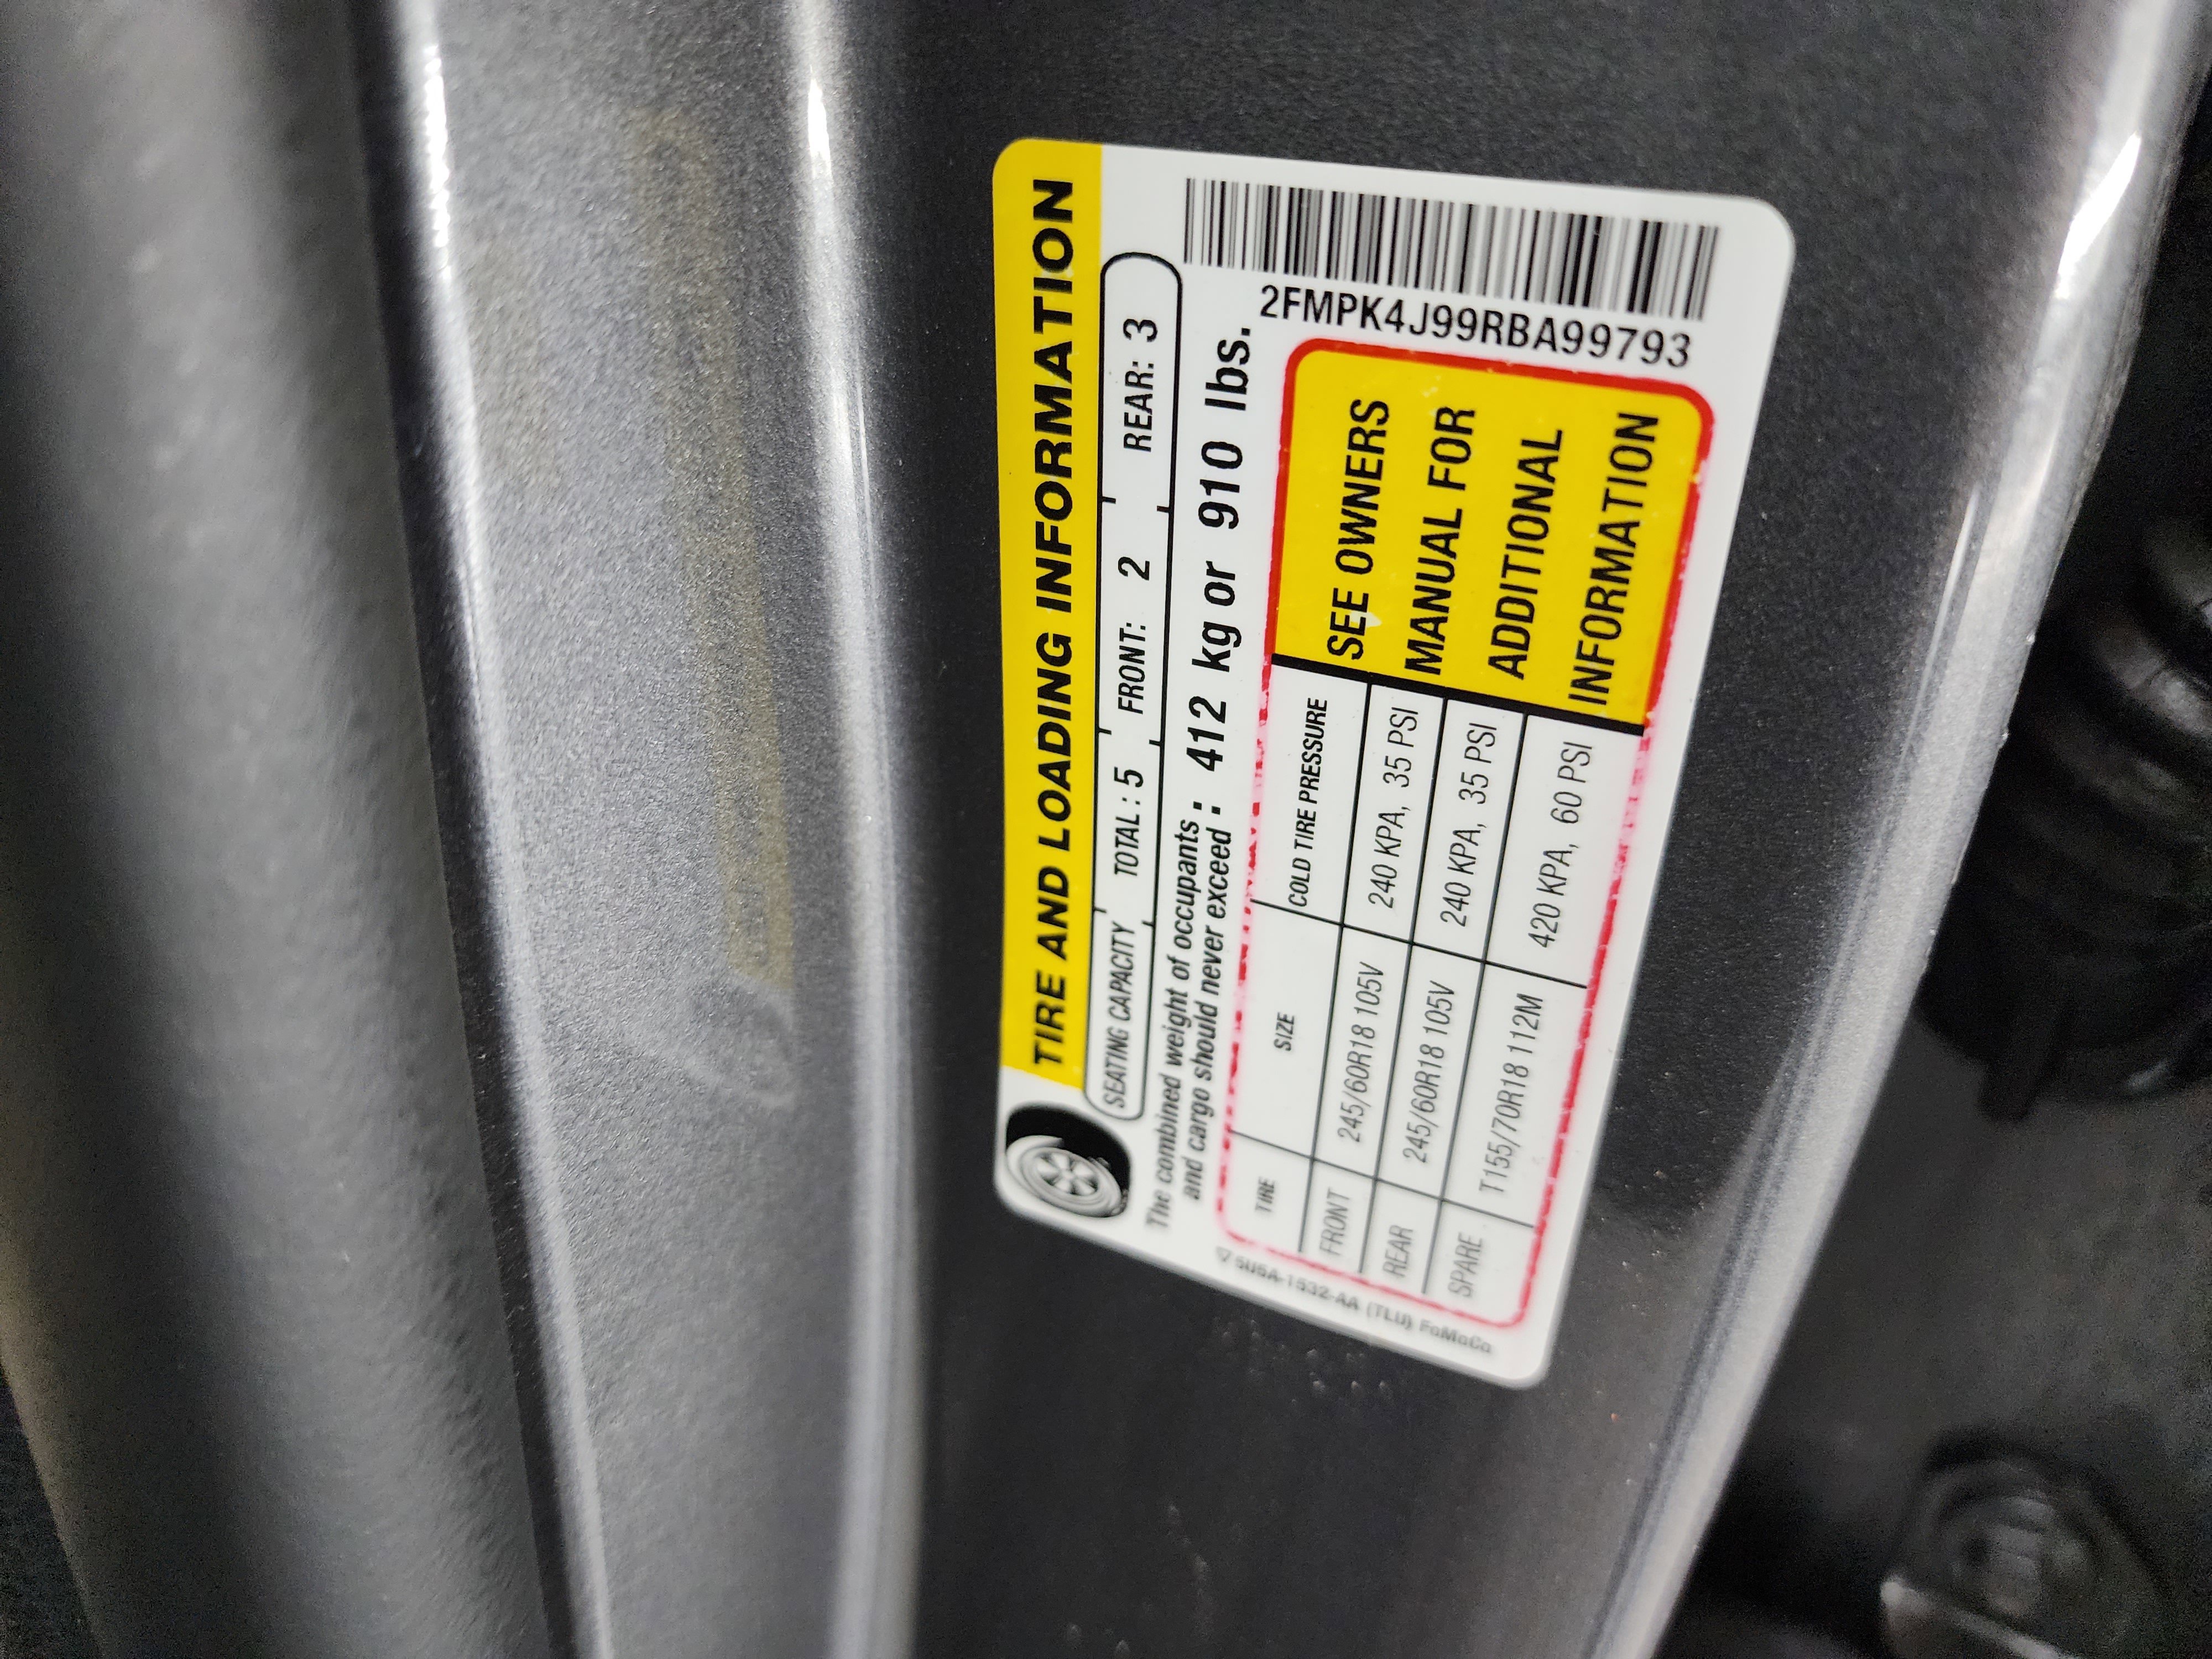 TIRE AND LOADING INFORMATION
SEATING CAPACITY TOTAL : 5 FRONT: 2 REAR: 3
The combined weight of occupants and cargo should never exceed : 412 kg or 910 lbs.
2FMPK4J99RBA99793
TIRE SIZE COLD TIRE PRESSURE
FRONT 245/60R18 105V 240 KPA, 35 PSI
REAR 245/60R18 105V 240 KPA, 35 PSI
SPARE T155/70R18 112M 420 KPA, 60 PSI
SEE OWNERS
MANUAL FOR
ADDITIONAL
INFORMATION
5U5A-1532-AA (TLU) FoMoCo